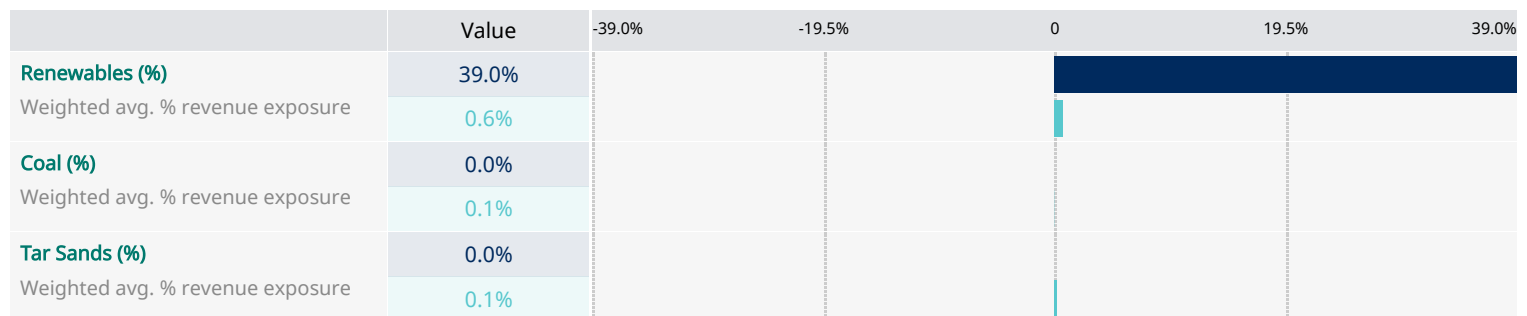 Value -39.0% -19.5% 0 19.5% 39.0%
Renewables (%) 39.0%
Weighted avg. % revenue exposure 0.6%
Coal (%) 0.0%
Weighted avg. % revenue exposure 0.1%
Tar Sands (%) 0.0%
Weighted avg. % revenue exposure 0.1%